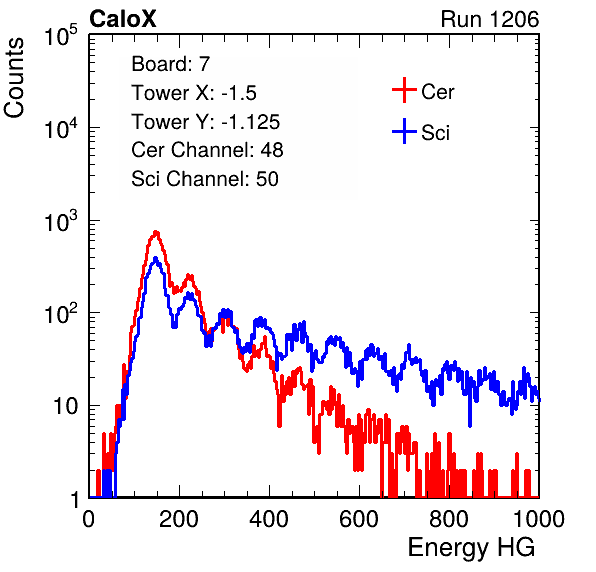 CaloX Run 1206
Counts
10^5
10^4
10^3
10^2
10
1
Board: 7
Tower X: -1.5
Tower Y: -1.125
Cer Channel: 48
Sci Channel: 50
Cer
Sci
0 200 400 600 800 1000
Energy HG